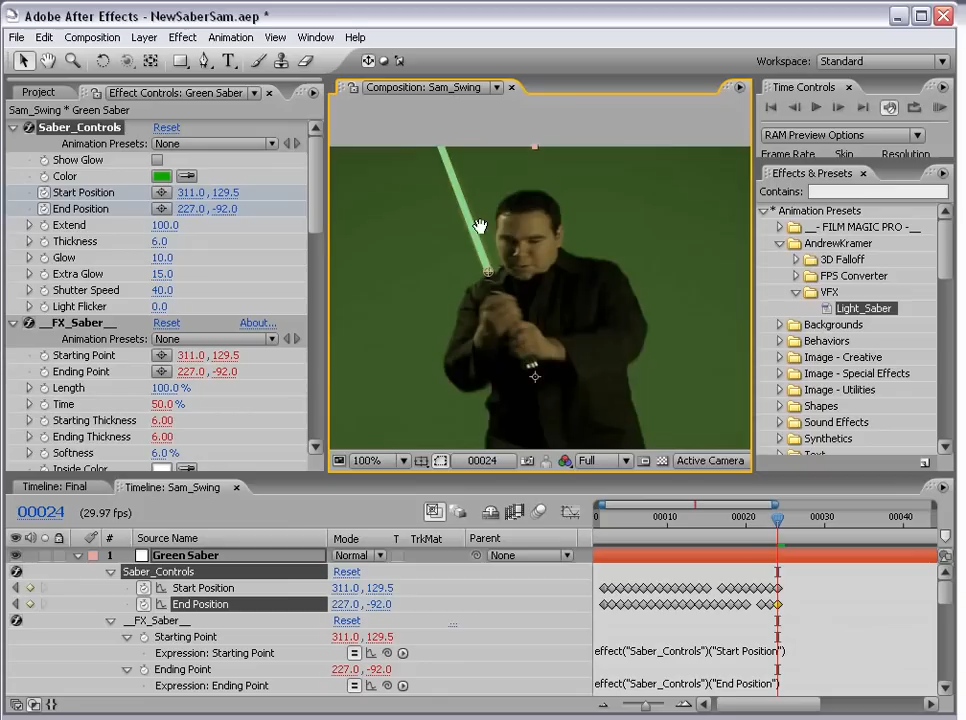 Adobe After Effects - NewSaberSam.aep *
File Edit Composition Layer Effect Animation View Window Help
Workspace: Standard
Project Effect Controls: Green Saber
Sam_Swing * Green Saber
Saber_Controls Reset
Animation Presets: None
Show Glow
Color
Start Position 311.0, 129.5
End Position 227.0, -92.0
Extend 100.0
Thickness 6.0
Glow 10.0
Extra Glow 15.0
Shutter Speed 40.0
Light Flicker 0.0
__FX_Saber__ Reset About...
Animation Presets: None
Starting Point 311.0, 129.5
Ending Point 227.0, -92.0
Length 100.0 %
Time 50.0 %
Starting Thickness 6.00
Ending Thickness 6.00
Softness 6.0 %
Inside Color
Composition: Sam_Swing
100% 00024 Full Active Camera
Time Controls
RAM Preview Options
Frame Rate Skip Resolution
Effects & Presets
Contains:
* Animation Presets
__- FILM MAGIC PRO -__
AndrewKramer
3D Falloff
FPS Converter
VFX
Light_Saber
Backgrounds
Behaviors
Image - Creative
Image - Special Effects
Image - Utilities
Shapes
Sound Effects
Synthetics
Text
Timeline: Final Timeline: Sam_Swing
00024 (29.97 fps)
0 00010 00020 00030 00040
# Source Name Mode T TrkMat Parent
1 Green Saber Normal None
Saber_Controls Reset
Start Position 311.0, 129.5
End Position 227.0, -92.0
__FX_Saber__ Reset ...
Starting Point 311.0, 129.5
Expression: Starting Point effect("Saber_Controls")("Start Position")
Ending Point 227.0, -92.0
Expression: Ending Point effect("Saber_Controls")("End Position")